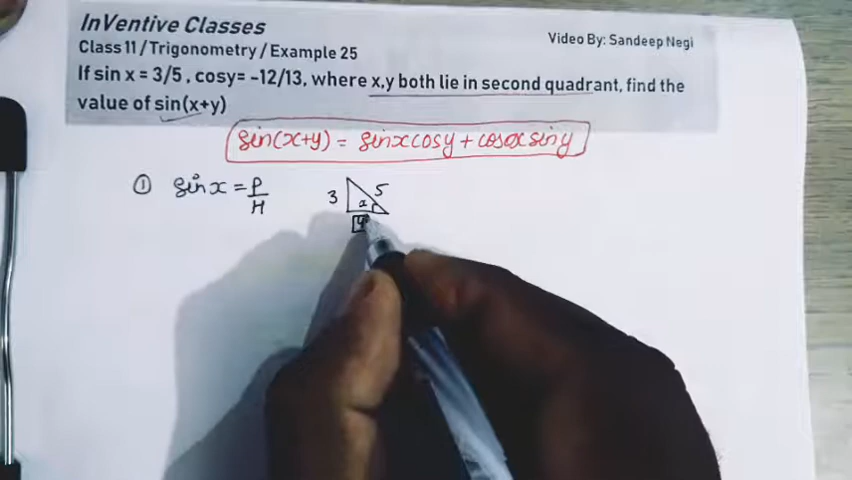 InVentive Classes
Class 11 / Trigonometry / Example 25
Video By: Sandeep Negi
If sin x = 3/5 , cosy= -12/13, where x,y both lie in second quadrant, find the
value of sin(x+y)
sin(x+y) = sinx cosy + cosx siny
① sin x = P/H
3 5
x
4